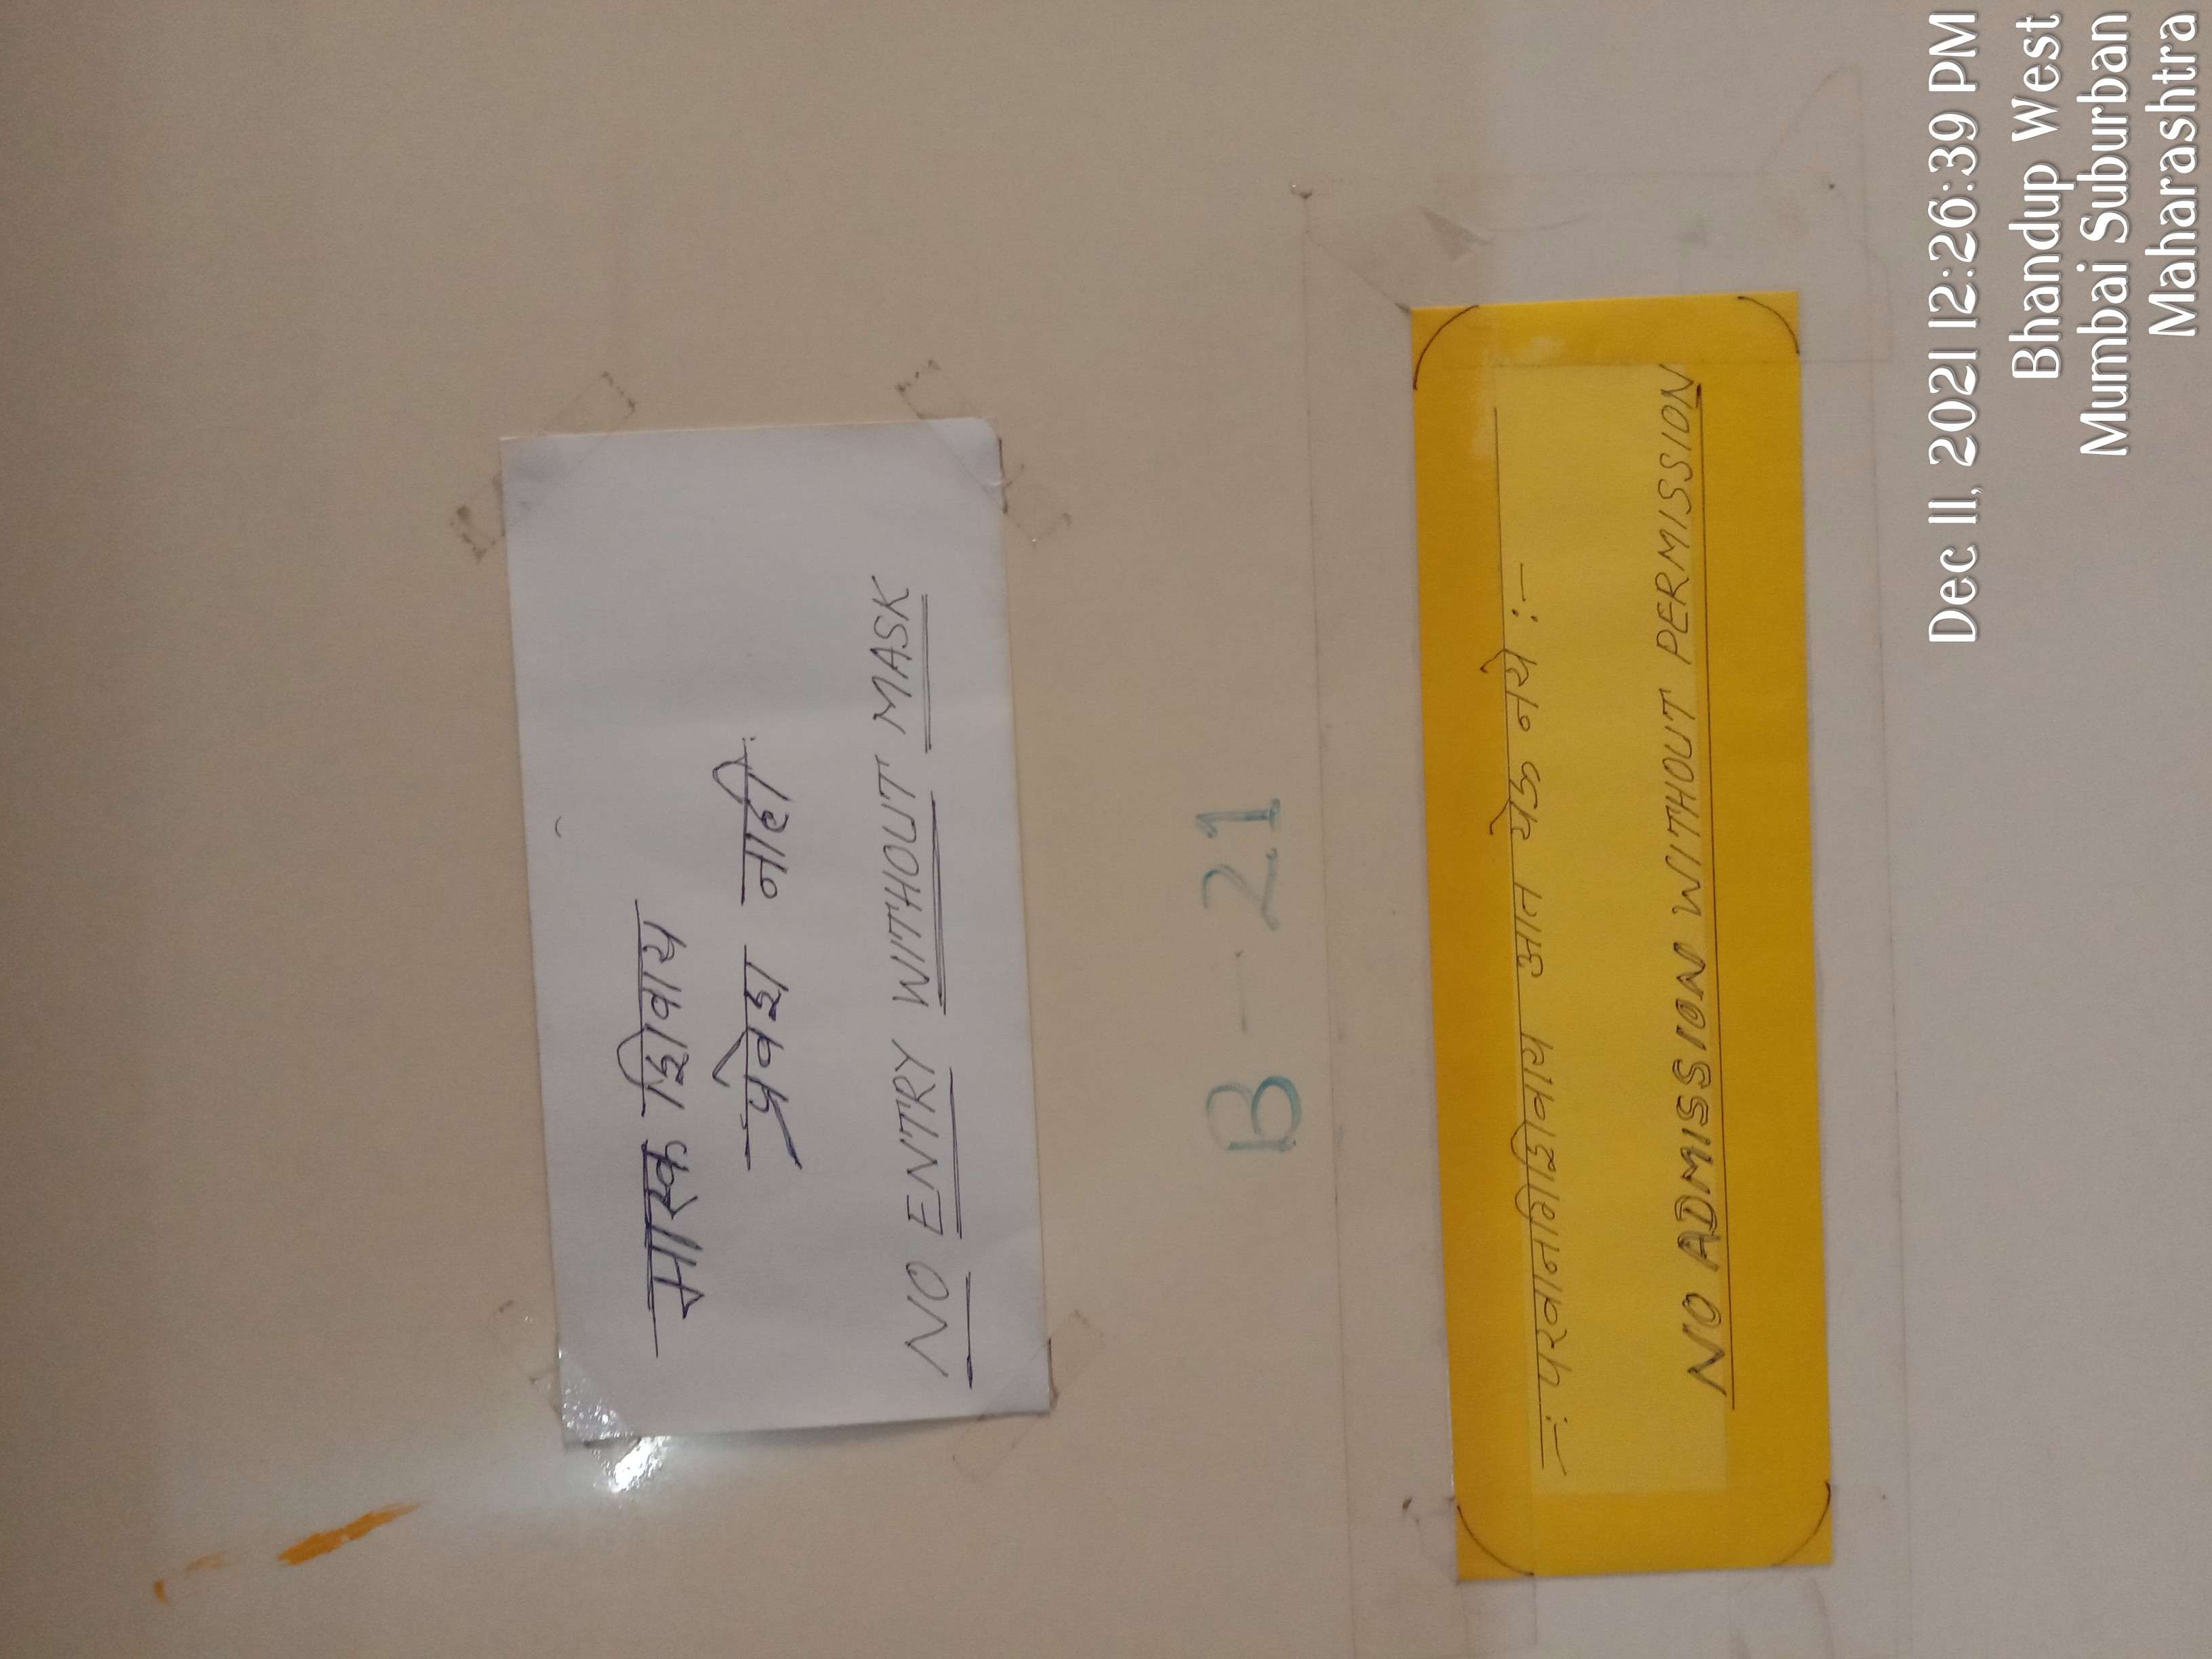 मास्क शिवाय
प्रवेश नाही
NO ENTRY WITHOUT MASK
B - 21
-: परवानगिशिवाय आत येऊ नये :-
NO ADMISSION WITHOUT PERMISSION
Dec 11, 2021 12:26:39 PM
Bhandup West
Mumbai Suburban
Maharashtra